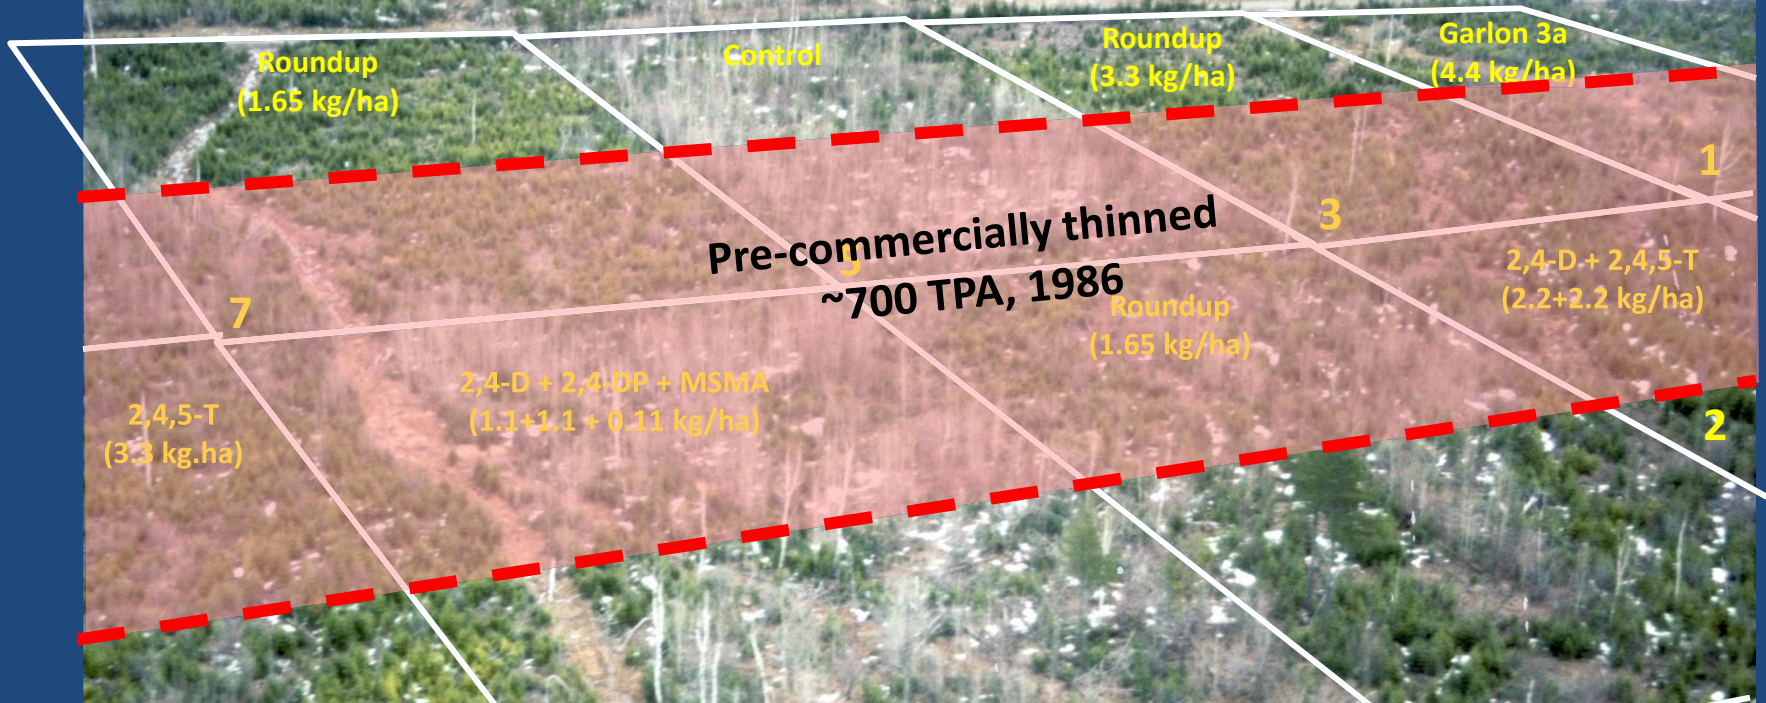 Roundup
(1.65 kg/ha)
Control
Roundup
(3.3 kg/ha)
Garlon 3a
(4.4 kg/ha)
1
3
5
7
Pre-commercially thinned
~700 TPA, 1986
2,4-D + 2,4,5-T
(2.2+2.2 kg/ha)
Roundup
(1.65 kg/ha)
2,4-D + 2,4-DP + MSMA
(1.1+1.1 + 0.11 kg/ha)
2,4,5-T
(3.3 kg.ha)
2